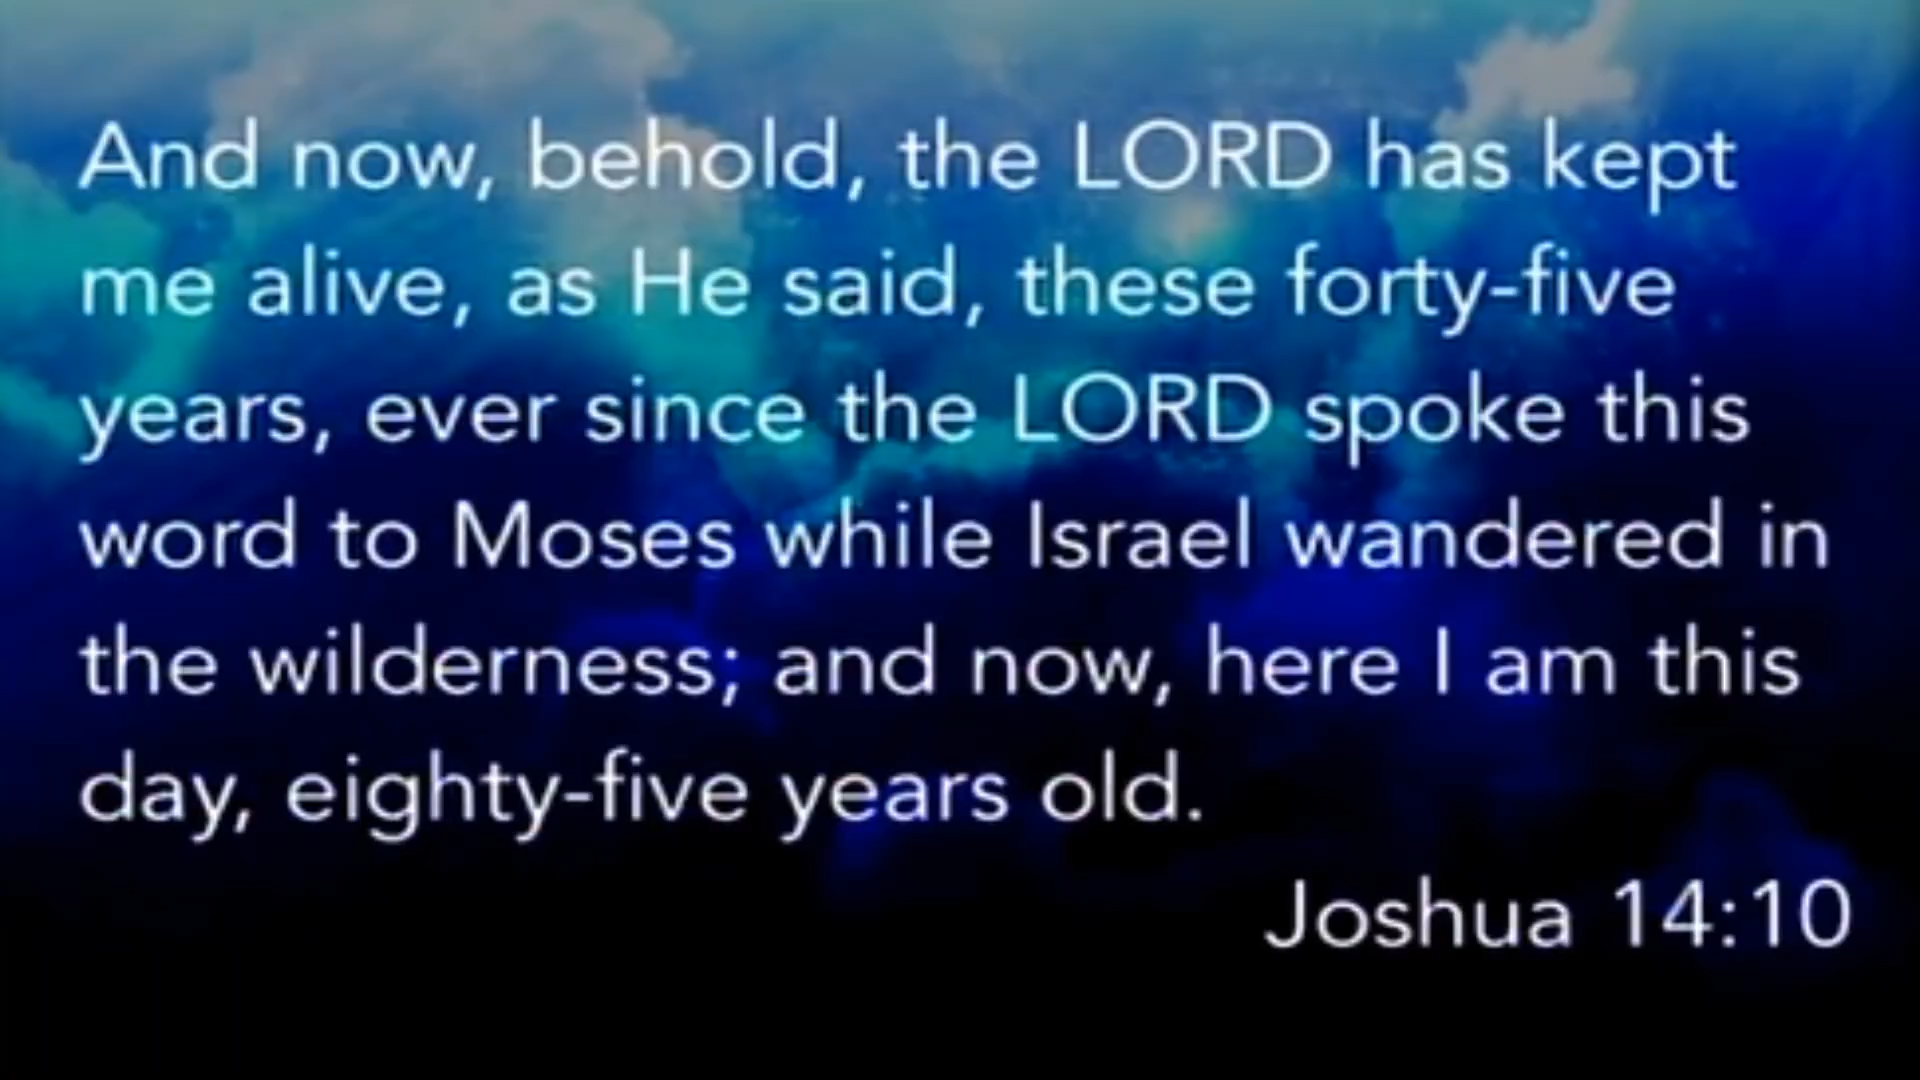 And now, behold, the LORD has kept
me alive, as He said, these forty-five
years, ever since the LORD spoke this
word to Moses while Israel wandered in
the wilderness; and now, here I am this
day, eighty-five years old.
Joshua 14:10